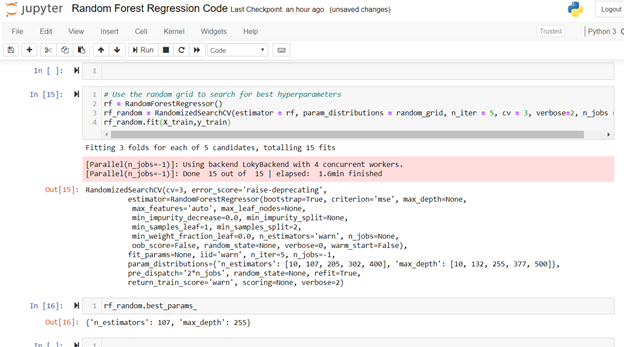 jupyter Random Forest Regression Code Last Checkpoint: an hour ago (unsaved changes)
Logout
File Edit View Insert Cell Kernel Widgets Help
Trusted
Python 3
Run
Code
In [ ]:
1
In [15]:
1 # Use the random grid to search for best hyperparameters
2 rf = RandomForestRegressor()
3 rf_random = RandomizedSearchCV(estimator = rf, param_distributions = random_grid, n_iter = 5, cv = 3, verbose=2, n_jobs
4 rf_random.fit(X_train,y_train)
Fitting 3 folds for each of 5 candidates, totalling 15 fits
[Parallel(n_jobs=-1)]: Using backend LokyBackend with 4 concurrent workers.
[Parallel(n_jobs=-1)]: Done 15 out of 15 | elapsed: 1.6min finished
Out[15]:
RandomizedSearchCV(cv=3, error_score='raise-deprecating',
estimator=RandomForestRegressor(bootstrap=True, criterion='mse', max_depth=None,
max_features='auto', max_leaf_nodes=None,
min_impurity_decrease=0.0, min_impurity_split=None,
min_samples_leaf=1, min_samples_split=2,
min_weight_fraction_leaf=0.0, n_estimators='warn', n_jobs=None,
oob_score=False, random_state=None, verbose=0, warm_start=False),
fit_params=None, iid='warn', n_iter=5, n_jobs=-1,
param_distributions={'n_estimators': [10, 107, 205, 302, 400], 'max_depth': [10, 132, 255, 377, 500]},
pre_dispatch='2*n_jobs', random_state=None, refit=True,
return_train_score='warn', scoring=None, verbose=2)
In [16]:
1 rf_random.best_params_
Out[16]:
{'n_estimators': 107, 'max_depth': 255}
In [ ]:
1